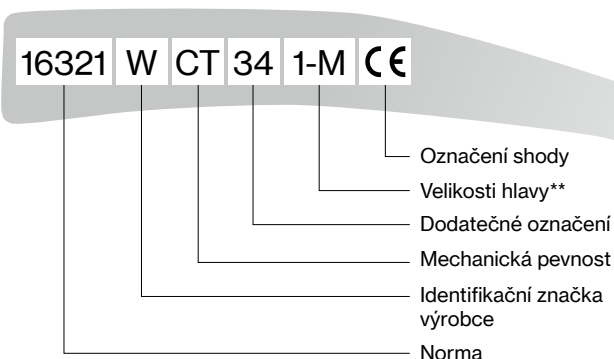 16321 W CT 34 1-M CE
Označení shody
Velikosti hlavy**
Dodatečné označení
Mechanická pevnost
Identifikační značka
výrobce
Norma